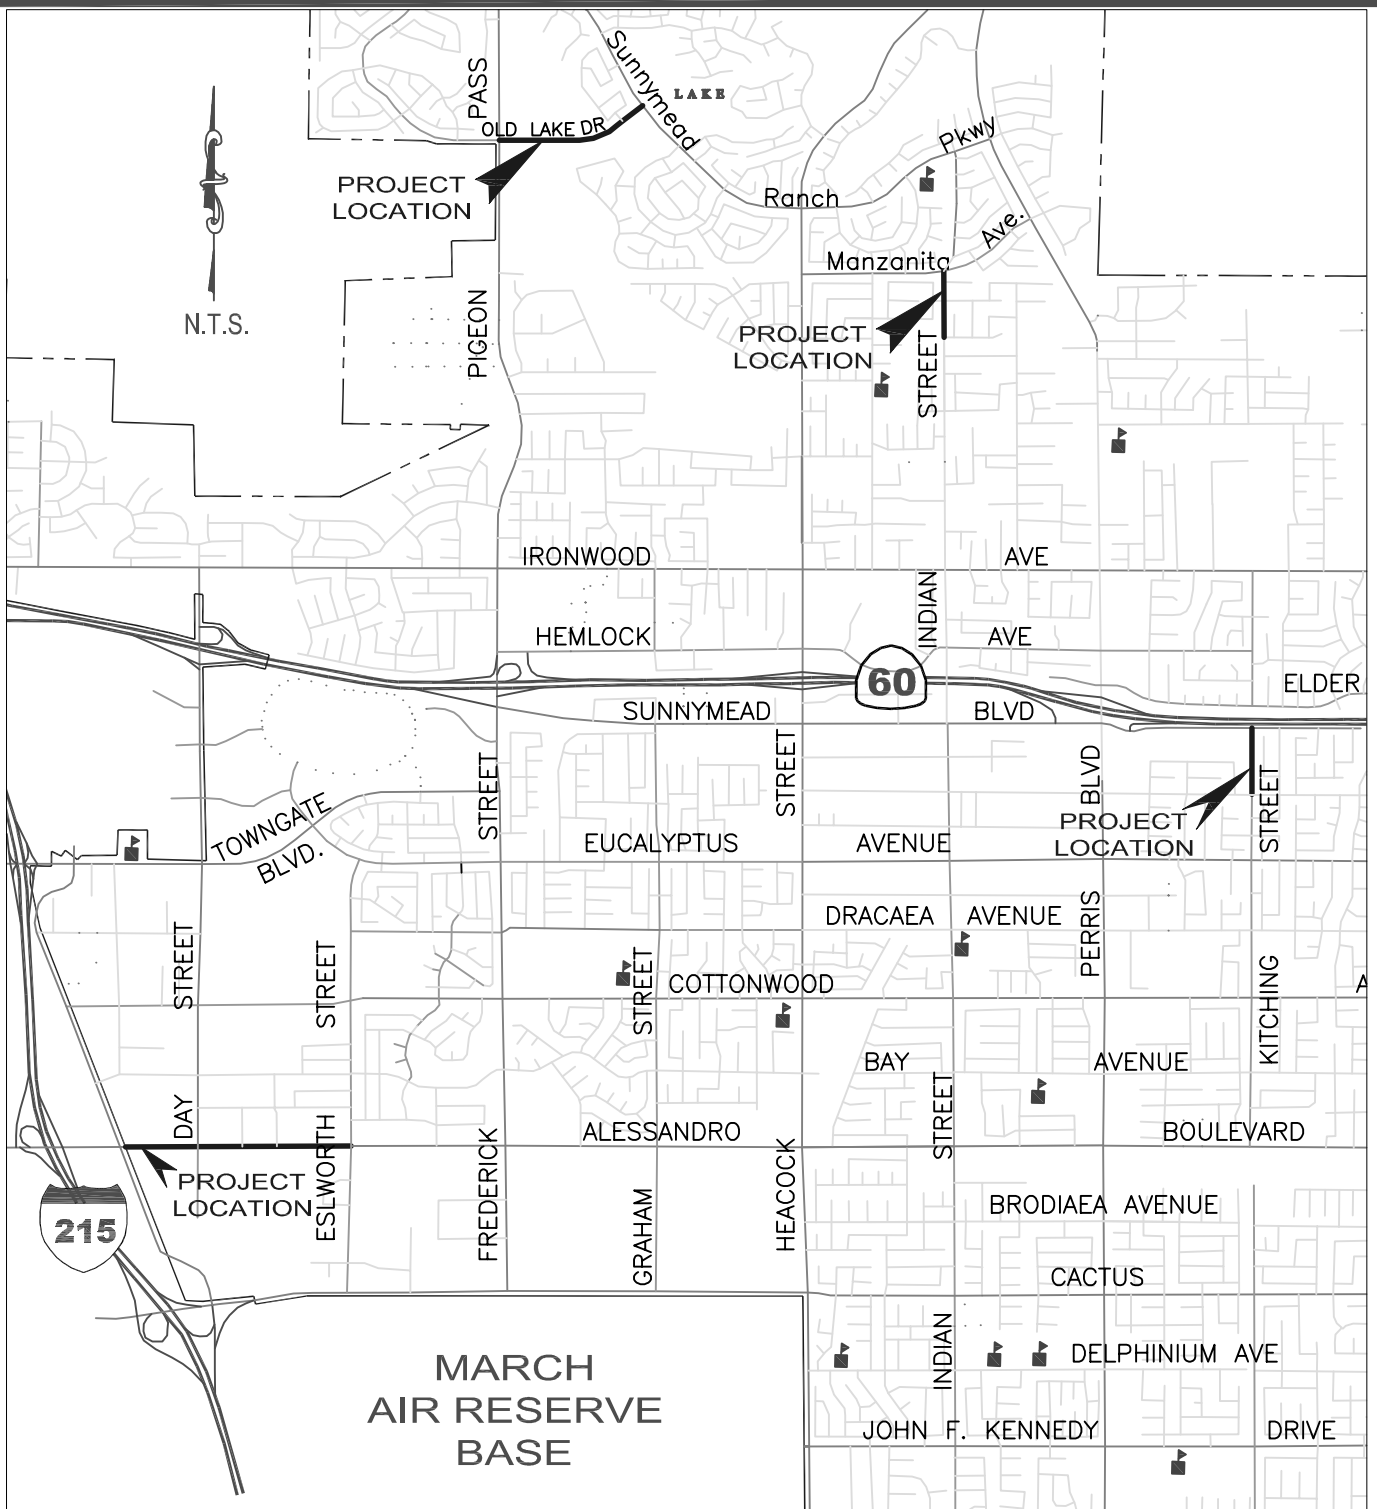 Sunnymead
PASS
LAKE
OLD LAKE DR
Pkwy
PROJECT
LOCATION
Ranch
Ave.
Manzanita
N.T.S.
PIGEON
PROJECT
LOCATION
STREET
IRONWOOD
AVE
INDIAN
HEMLOCK
AVE
60
ELDER
SUNNYMEAD
BLVD
STREET
STREET
BLVD
STREET
TOWNGATE
BLVD.
PROJECT
LOCATION
EUCALYPTUS
AVENUE
DRACAEA
AVENUE
PERRIS
STREET
STREET
STREET
COTTONWOOD
A
KITCHING
BAY
AVENUE
STREET
DAY
ESLWORTH
FREDERICK
ALESSANDRO
BOULEVARD
HEACOCK
PROJECT
LOCATION
GRAHAM
BRODIAEA AVENUE
215
CACTUS
INDIAN
DELPHINIUM AVE
MARCH
AIR RESERVE
BASE
JOHN F. KENNEDY
DRIVE